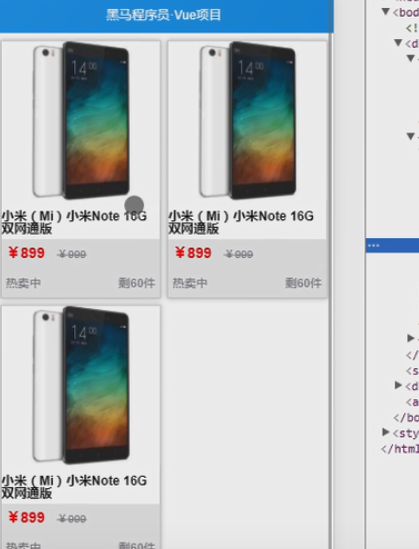 黑马程序员·Vue项目
小米（Mi）小米Note 16G
双网通版
￥899 ￥999
热卖中 剩60件
小米（Mi）小米Note 16G
双网通版
￥899 ￥999
热卖中 剩60件
小米（Mi）小米Note 16G
双网通版
￥899 ￥999
热卖中 剩60件
<bo
<!
<d
</
<s
<d
<a
</bo
<sty
</html